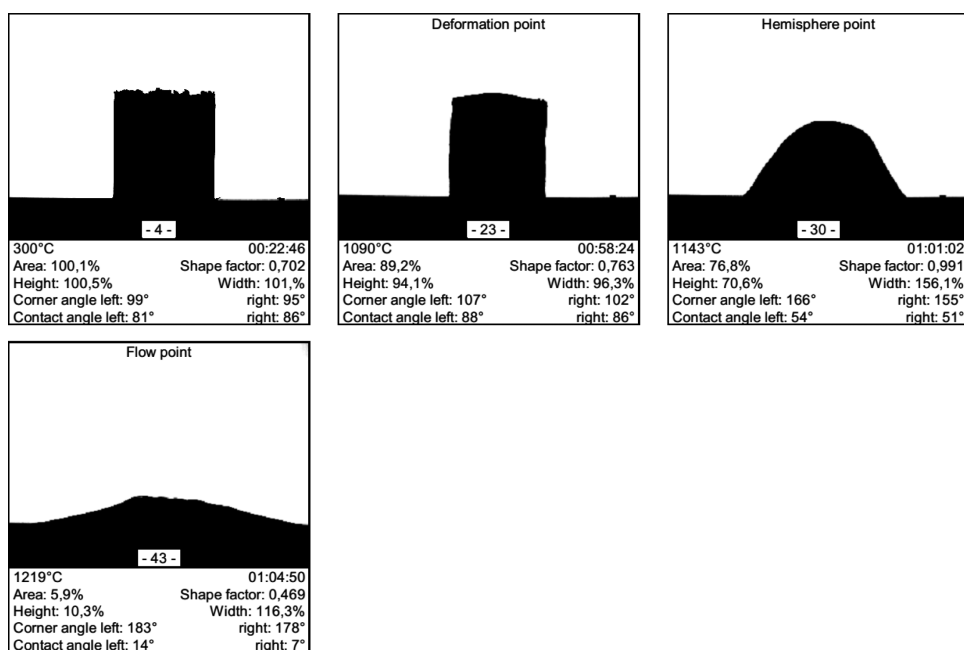 - 4 -
300°C 00:22:46
Area: 100,1% Shape factor: 0,702
Height: 100,5% Width: 101,%
Corner angle left: 99° right: 95°
Contact angle left: 81° right: 86°
Deformation point
- 23 -
1090°C 00:58:24
Area: 89,2% Shape factor: 0,763
Height: 94,1% Width: 96,3%
Corner angle left: 107° right: 102°
Contact angle left: 88° right: 86°
Hemisphere point
- 30 -
1143°C 01:01:02
Area: 76,8% Shape factor: 0,991
Height: 70,6% Width: 156,1%
Corner angle left: 166° right: 155°
Contact angle left: 54° right: 51°
Flow point
- 43 -
1219°C 01:04:50
Area: 5,9% Shape factor: 0,469
Height: 10,3% Width: 116,3%
Corner angle left: 183° right: 178°
Contact angle left: 14° right: 7°